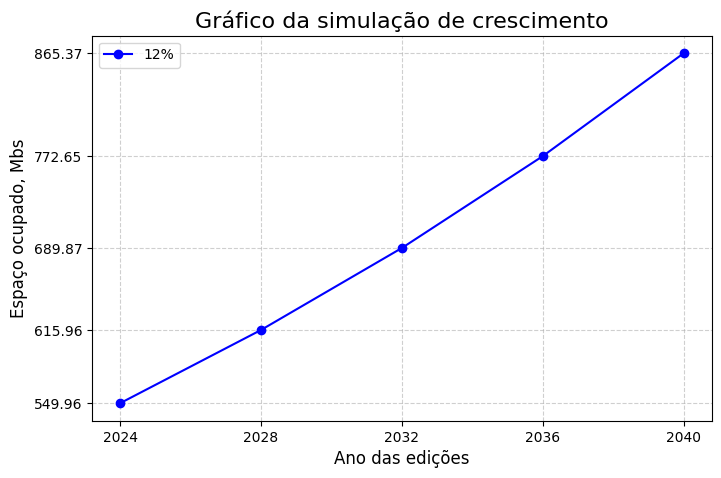 Gráfico da simulação de crescimento
12%
Espaço ocupado, Mbs
865.37
772.65
689.87
615.96
549.96
2024 2028 2032 2036 2040
Ano das edições